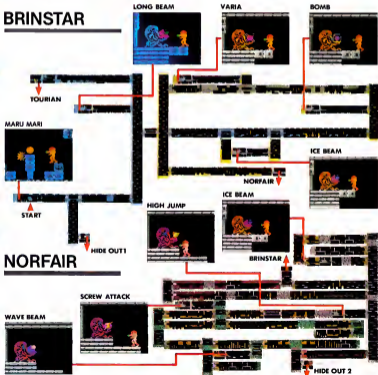 LONG BEAM
VARIA
BOMB
BRINSTAR
TOURIAN
MARU MARI
ICE BEAM
NORFAIR
START
HIGH JUMP
ICE BEAM
HIDE OUT1
BRINSTAR
NORFAIR
SCREW ATTACK
WAVE BEAM
HIDE OUT 2